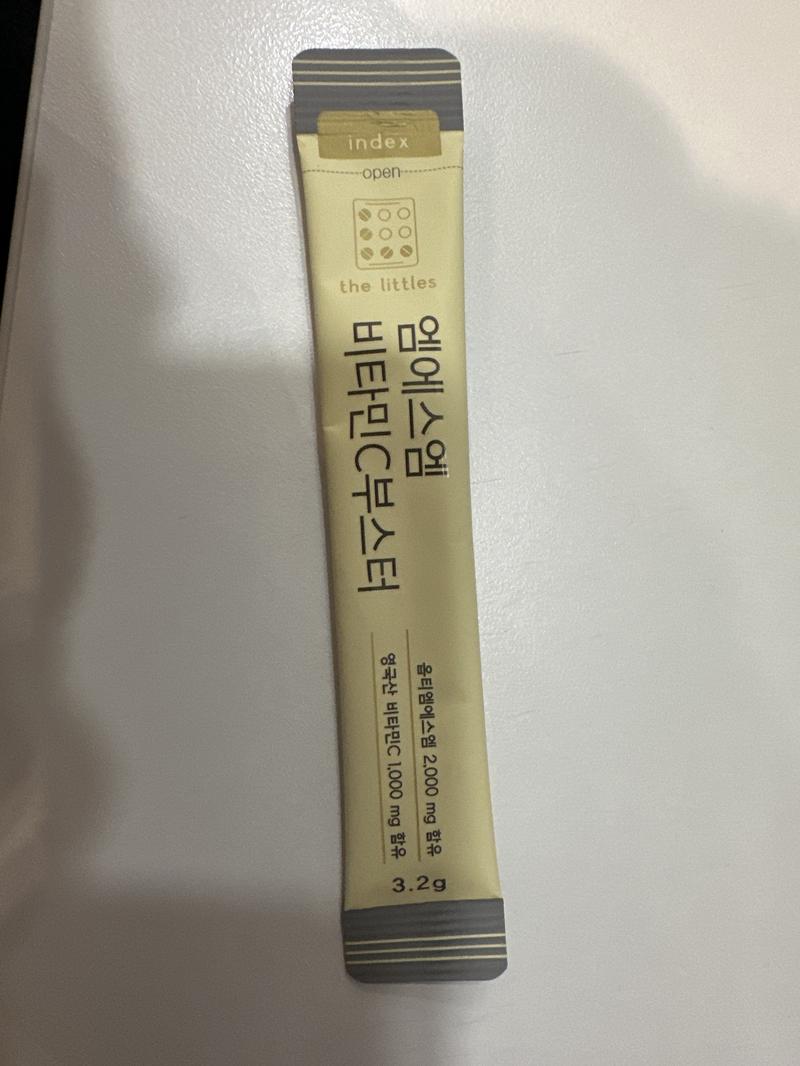 index
open
the littles
엠에스엠
비타민C부스터
옵티엠에스엠 2,000 mg 함유
영국산 비타민C 1,000 mg 함유
3.2g